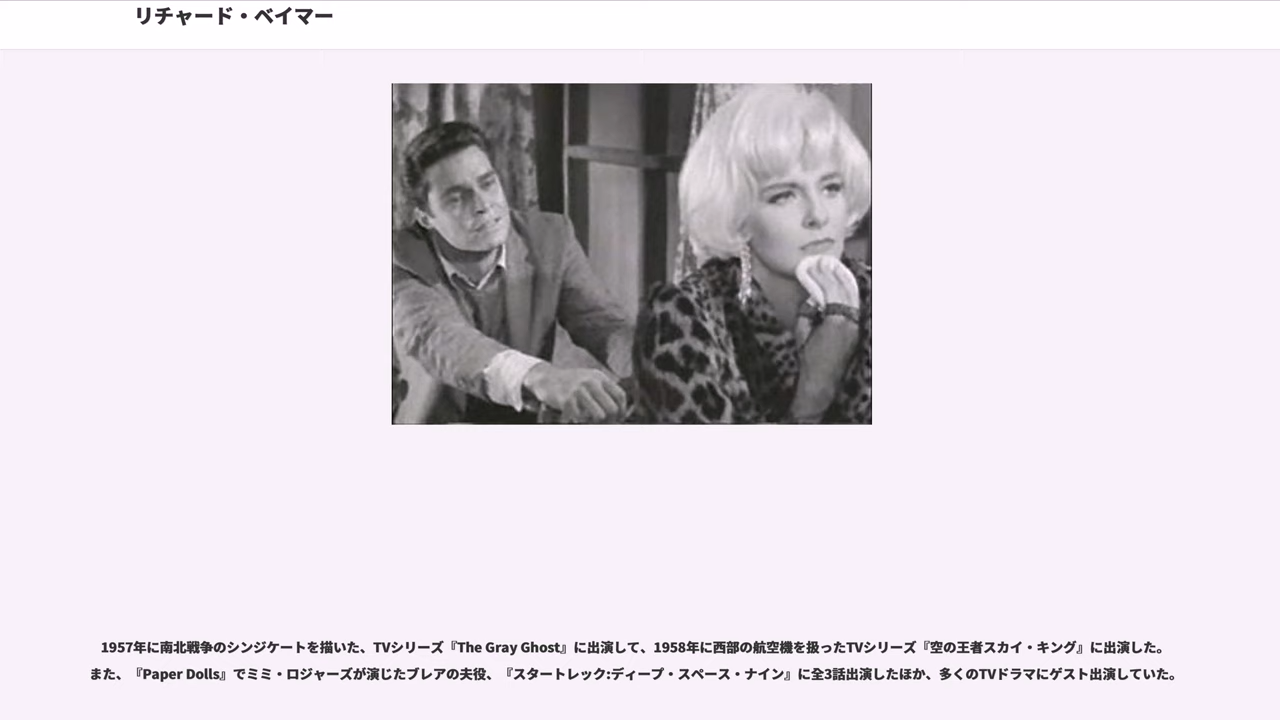 リチャード・ベイマー
1957年に南北戦争のシンジケートを描いた、TVシリーズ『The Gray Ghost』に出演して、1958年に西部の航空機を扱ったTVシリーズ『空の王者スカイ・キング』に出演した。
また、『Paper Dolls』でミミ・ロジャーズが演じたブレアの夫役、『スタートレック:ディープ・スペース・ナイン』に全3話出演したほか、多くのTVドラマにゲスト出演していた。